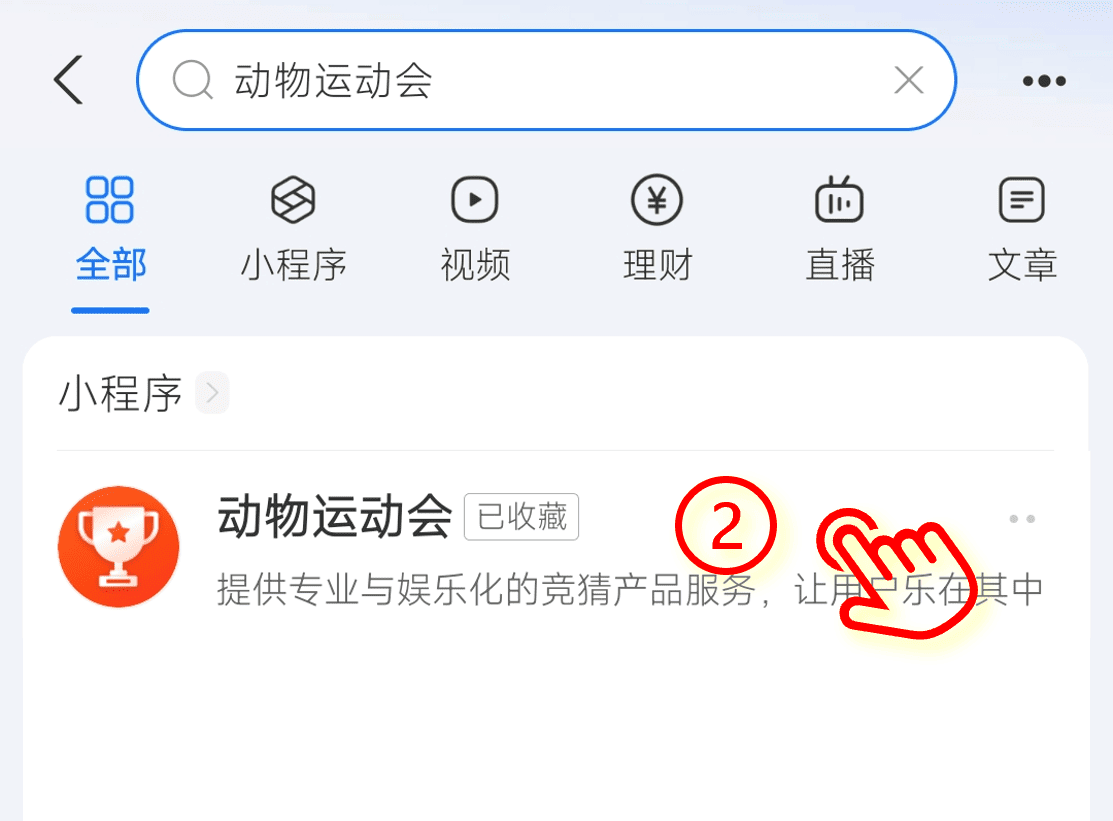 动物运动会
全部 小程序 视频 理财 直播 文章
小程序
动物运动会 已收藏 2
提供专业与娱乐化的竞猜产品服务，让用户乐在其中